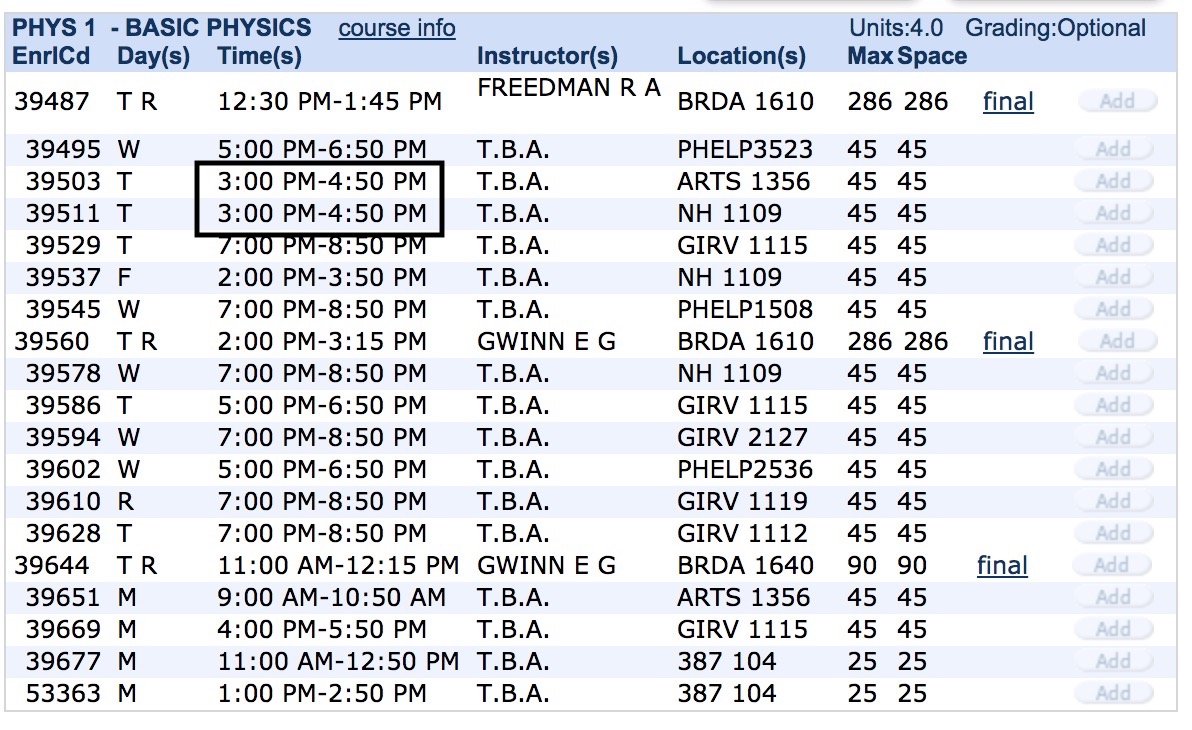 PHYS 1 - BASIC PHYSICS course info Units:4.0 Grading:Optional
EnrlCd Day(s) Time(s) Instructor(s) Location(s) Max Space
39487 T R 12:30 PM-1:45 PM FREEDMAN R A BRDA 1610 286 286 final Add
39495 W 5:00 PM-6:50 PM T.B.A. PHELP3523 45 45 Add
39503 T 3:00 PM-4:50 PM T.B.A. ARTS 1356 45 45 Add
39511 T 3:00 PM-4:50 PM T.B.A. NH 1109 45 45 Add
39529 T 7:00 PM-8:50 PM T.B.A. GIRV 1115 45 45 Add
39537 F 2:00 PM-3:50 PM T.B.A. NH 1109 45 45 Add
39545 W 7:00 PM-8:50 PM T.B.A. PHELP1508 45 45 Add
39560 T R 2:00 PM-3:15 PM GWINN E G BRDA 1610 286 286 final Add
39578 W 7:00 PM-8:50 PM T.B.A. NH 1109 45 45 Add
39586 T 5:00 PM-6:50 PM T.B.A. GIRV 1115 45 45 Add
39594 W 7:00 PM-8:50 PM T.B.A. GIRV 2127 45 45 Add
39602 W 5:00 PM-6:50 PM T.B.A. PHELP2536 45 45 Add
39610 R 7:00 PM-8:50 PM T.B.A. GIRV 1119 45 45 Add
39628 T 7:00 PM-8:50 PM T.B.A. GIRV 1112 45 45 Add
39644 T R 11:00 AM-12:15 PM GWINN E G BRDA 1640 90 90 final Add
39651 M 9:00 AM-10:50 AM T.B.A. ARTS 1356 45 45 Add
39669 M 4:00 PM-5:50 PM T.B.A. GIRV 1115 45 45 Add
39677 M 11:00 AM-12:50 PM T.B.A. 387 104 25 25 Add
53363 M 1:00 PM-2:50 PM T.B.A. 387 104 25 25 Add